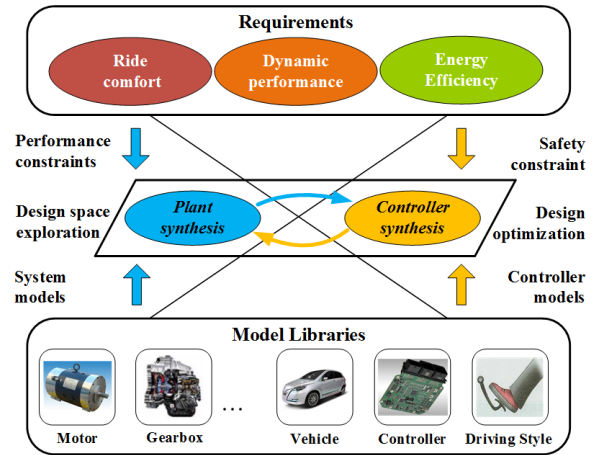 Requirements
Ride
comfort
Dynamic
performance
Energy
Efficiency
Performance
constraints
Safety
constraint
Design space
exploration
Plant
synthesis
Controller
synthesis
Design
optimization
System
models
Controller
models
Model Libraries
Motor
Gearbox
...
Vehicle
Controller
Driving Style